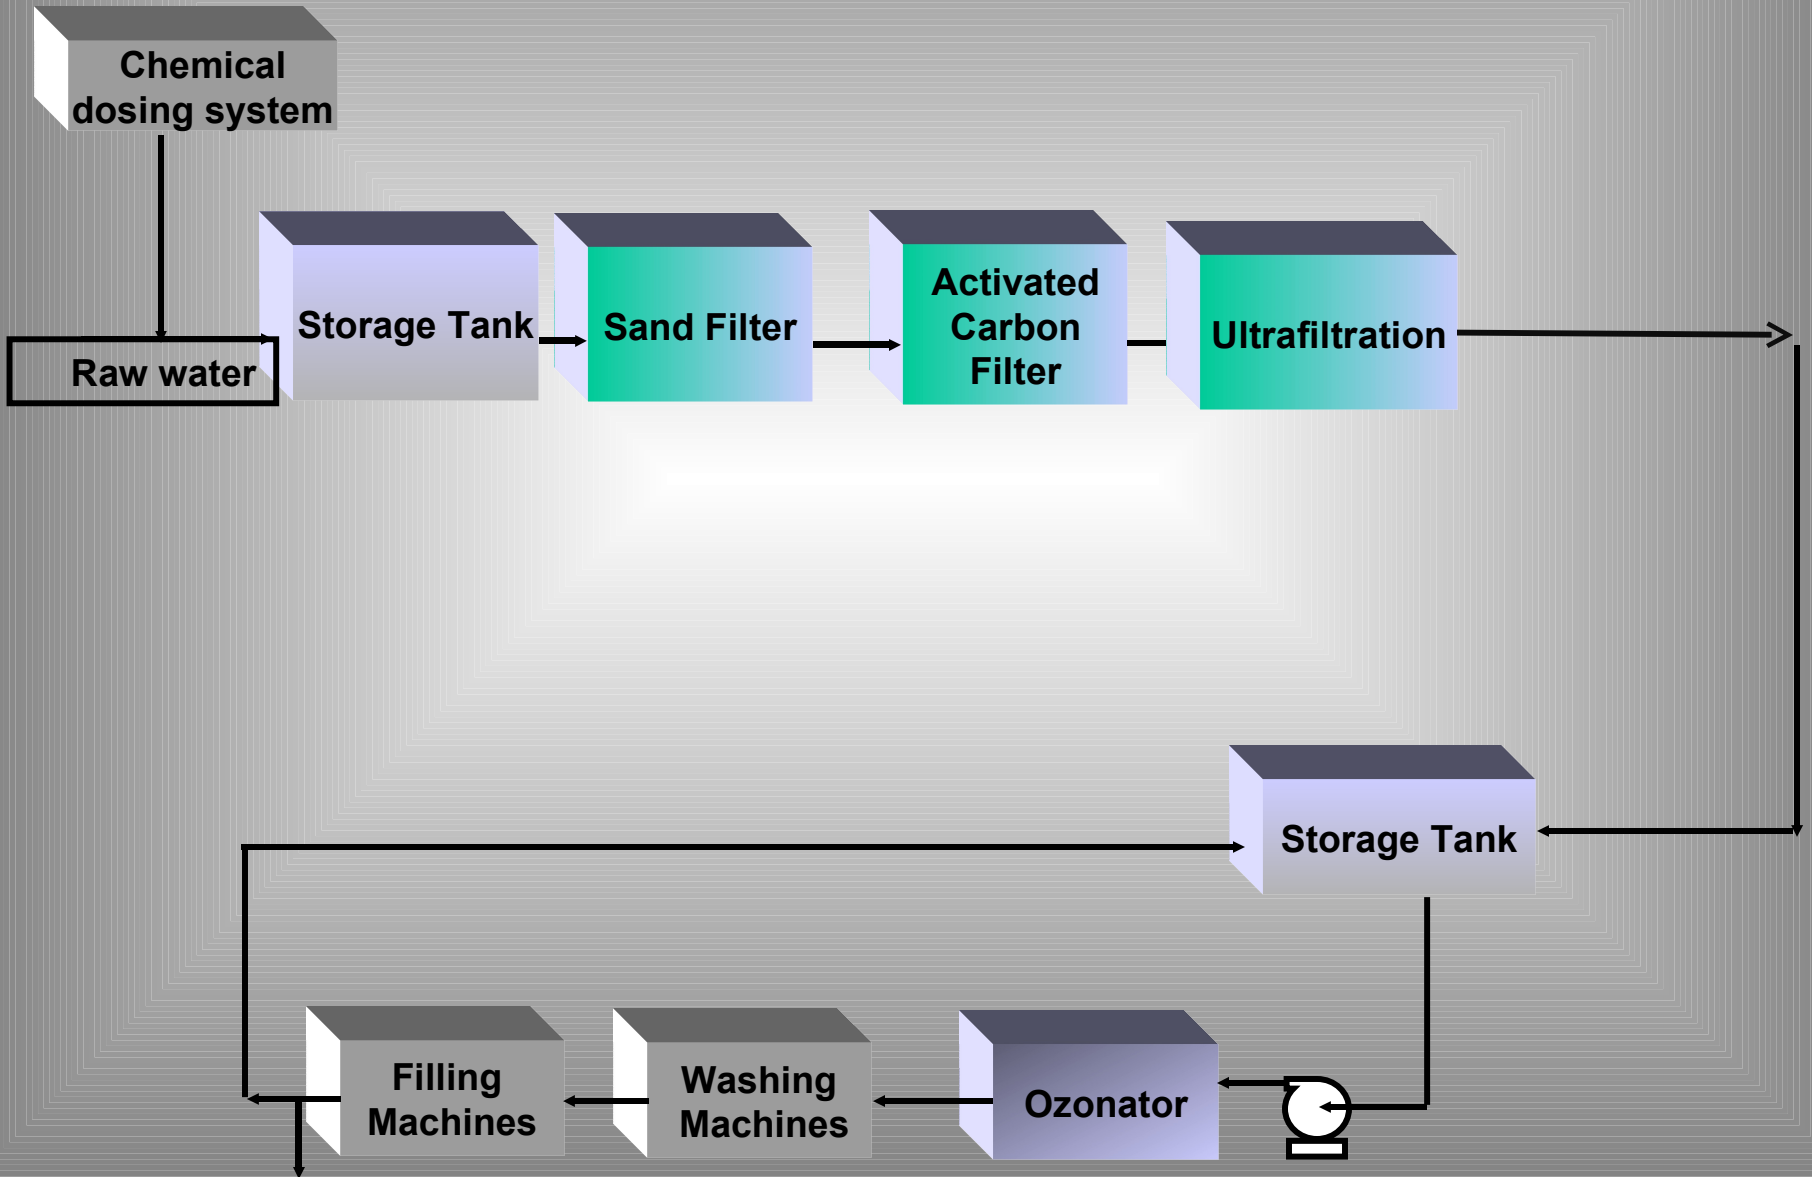 Chemical
dosing system
Raw water
Storage Tank
Sand Filter
Activated
Carbon
Filter
Ultrafiltration
Storage Tank
Filling
Machines
Washing
Machines
Ozonator